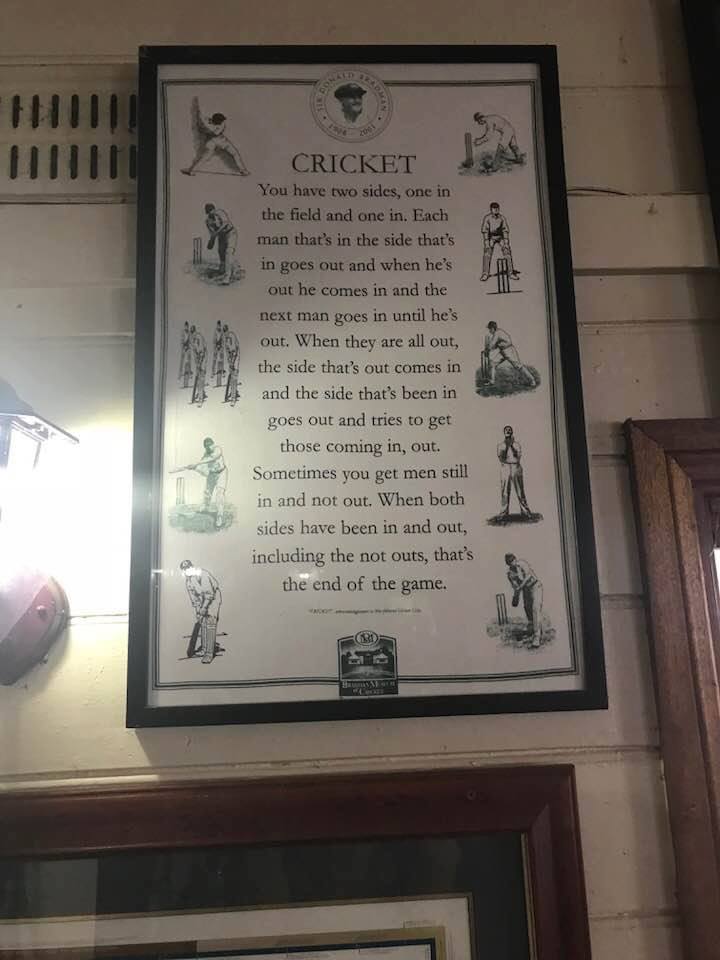 SIR DONALD BRADMAN
1908 2001
CRICKET
You have two sides, one in
the field and one in. Each
man that's in the side that's
in goes out and when he's
out he comes in and the
next man goes in until he's
out. When they are all out,
the side that's out comes in
and the side that's been in
goes out and tries to get
those coming in, out.
Sometimes you get men still
in and not out. When both
sides have been in and out,
including the not outs, that's
the end of the game.
BRADMAN MUSEUM
of CRICKET